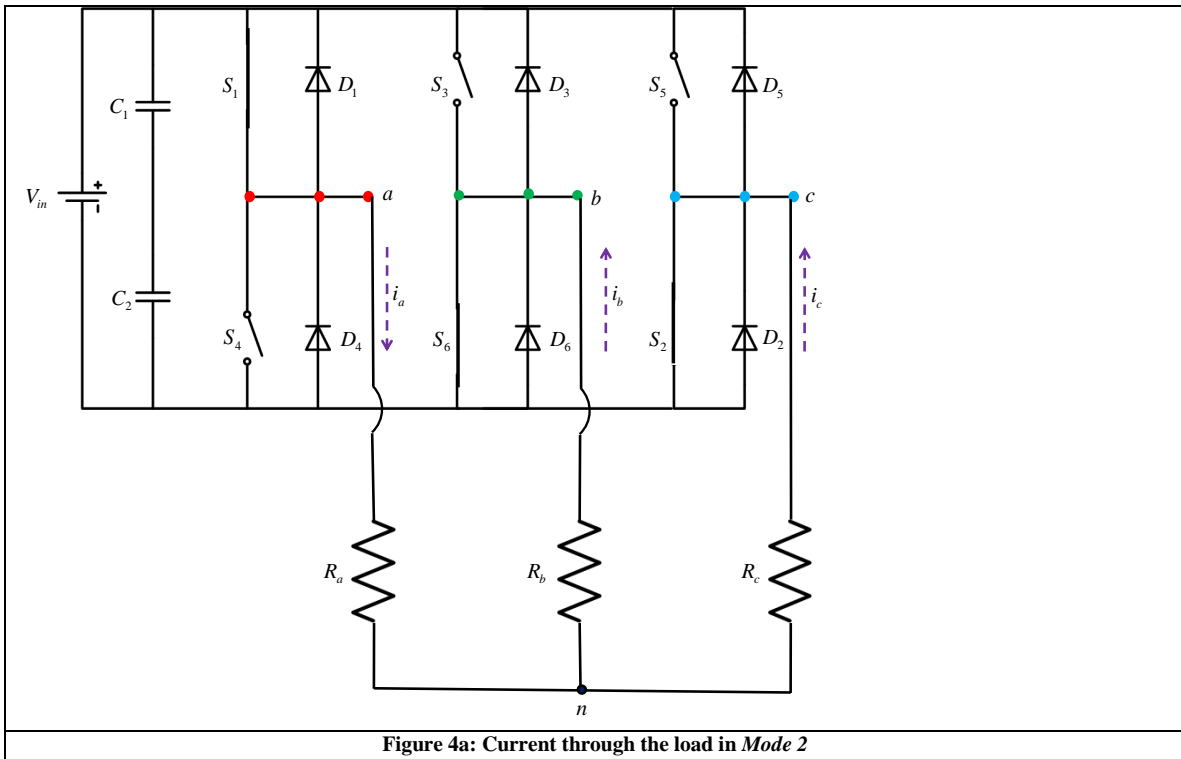 S1 D1 S3 D3 S5 D5
C1
Vin + - a b c
C2 ia ib ic
S4 D4 S6 D6 S2 D2
Ra Rb Rc
n
Figure 4a: Current through the load in Mode 2